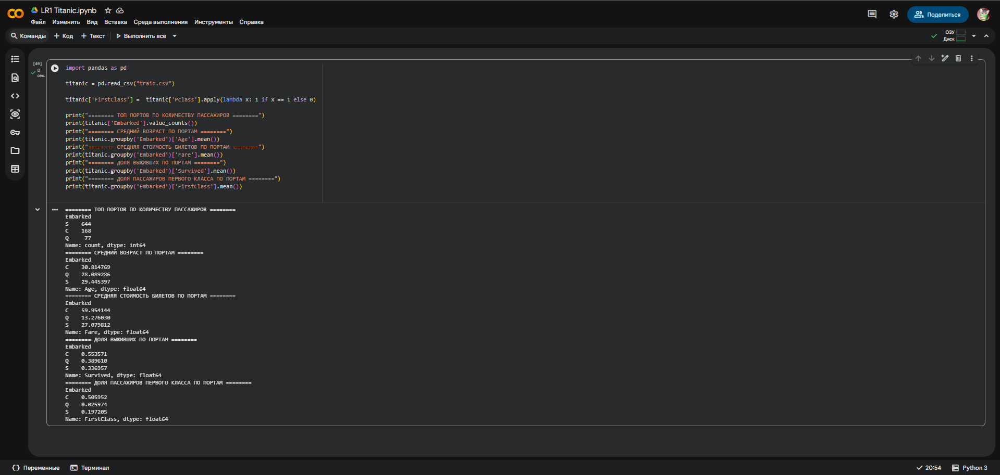 LR1 Titanic.ipynb
Файл Изменить Вид Вставка Среда выполнения Инструменты Справка
Поделиться
Команды + Код + Текст Выполнить все
ОЗУ
Диск
[49]
0
сек.
import pandas as pd
titanic = pd.read_csv("train.csv")
titanic['FirstClass'] =  titanic['Pclass'].apply(lambda x: 1 if x == 1 else 0)
print("======== ТОП ПОРТОВ ПО КОЛИЧЕСТВУ ПАССАЖИРОВ ========")
print(titanic['Embarked'].value_counts())
print("======== СРЕДНИЙ ВОЗРАСТ ПО ПОРТАМ ========")
print(titanic.groupby('Embarked')['Age'].mean())
print("======== СРЕДНЯЯ СТОИМОСТЬ БИЛЕТОВ ПО ПОРТАМ ========")
print(titanic.groupby('Embarked')['Fare'].mean())
print("======== ДОЛЯ ВЫЖИВШИХ ПО ПОРТАМ ========")
print(titanic.groupby('Embarked')['Survived'].mean())
print("======== ДОЛЯ ПАССАЖИРОВ ПЕРВОГО КЛАССА ПО ПОРТАМ ========")
print(titanic.groupby('Embarked')['FirstClass'].mean())
======== ТОП ПОРТОВ ПО КОЛИЧЕСТВУ ПАССАЖИРОВ ========
Embarked
S    644
C    168
Q     77
Name: count, dtype: int64
======== СРЕДНИЙ ВОЗРАСТ ПО ПОРТАМ ========
Embarked
C    30.814769
Q    28.089286
S    29.445397
Name: Age, dtype: float64
======== СРЕДНЯЯ СТОИМОСТЬ БИЛЕТОВ ПО ПОРТАМ ========
Embarked
C    59.954144
Q    13.276030
S    27.079812
Name: Fare, dtype: float64
======== ДОЛЯ ВЫЖИВШИХ ПО ПОРТАМ ========
Embarked
C    0.553571
Q    0.389610
S    0.336957
Name: Survived, dtype: float64
======== ДОЛЯ ПАССАЖИРОВ ПЕРВОГО КЛАССА ПО ПОРТАМ ========
Embarked
C    0.505952
Q    0.025974
S    0.197205
Name: FirstClass, dtype: float64
Переменные Терминал 20:54 Python 3